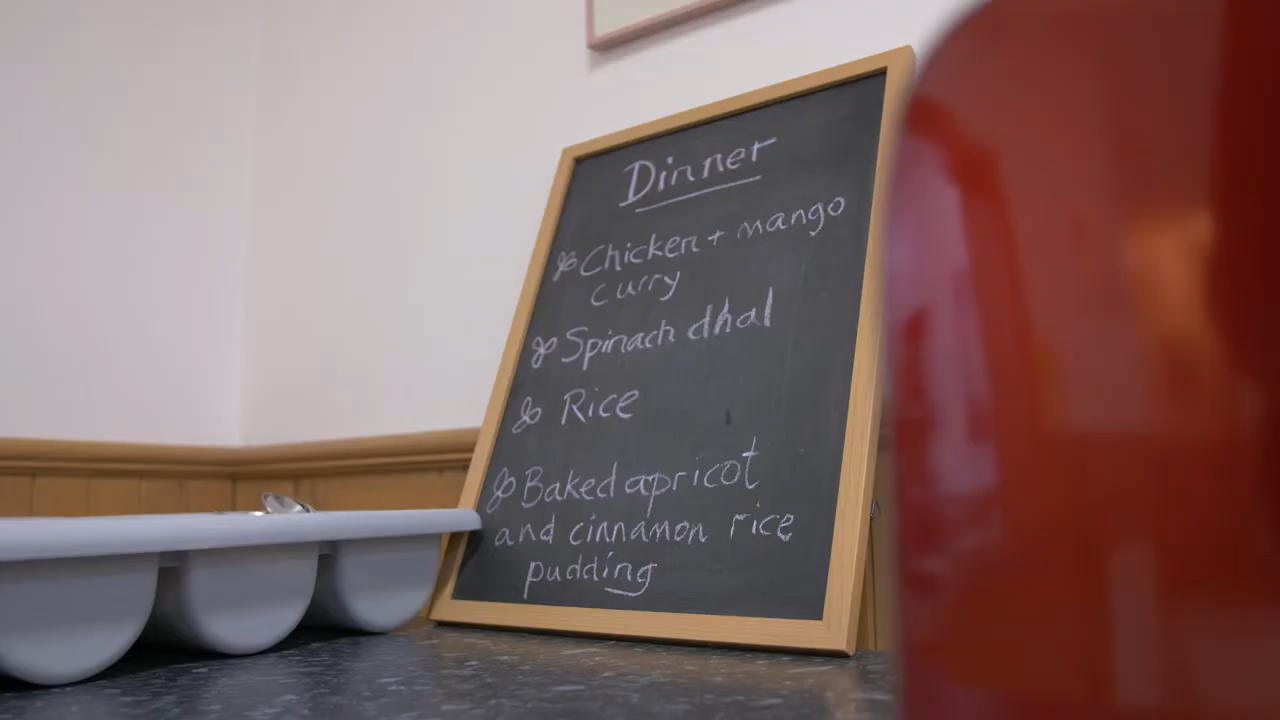 Dinner
Chicken + mango
curry
Spinach dhal
Rice
Baked apricot
and cinnamon rice
pudding